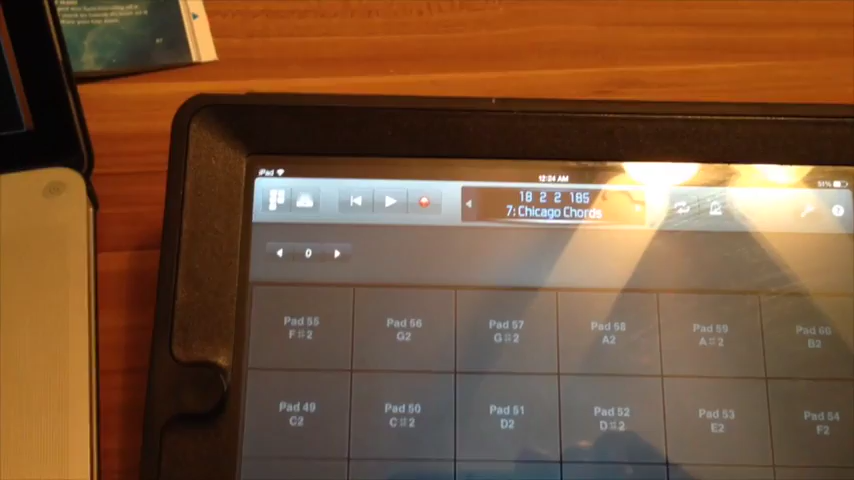 iPad
12:24 AM
51%
18 2 2 185
7: Chicago Chords
?
0
Pad 55
F#2
Pad 56
G2
Pad 57
G#2
Pad 58
A2
Pad 59
A#2
Pad 60
B2
Pad 49
C2
Pad 50
C#2
Pad 51
D2
Pad 52
D#2
Pad 53
E2
Pad 54
F2